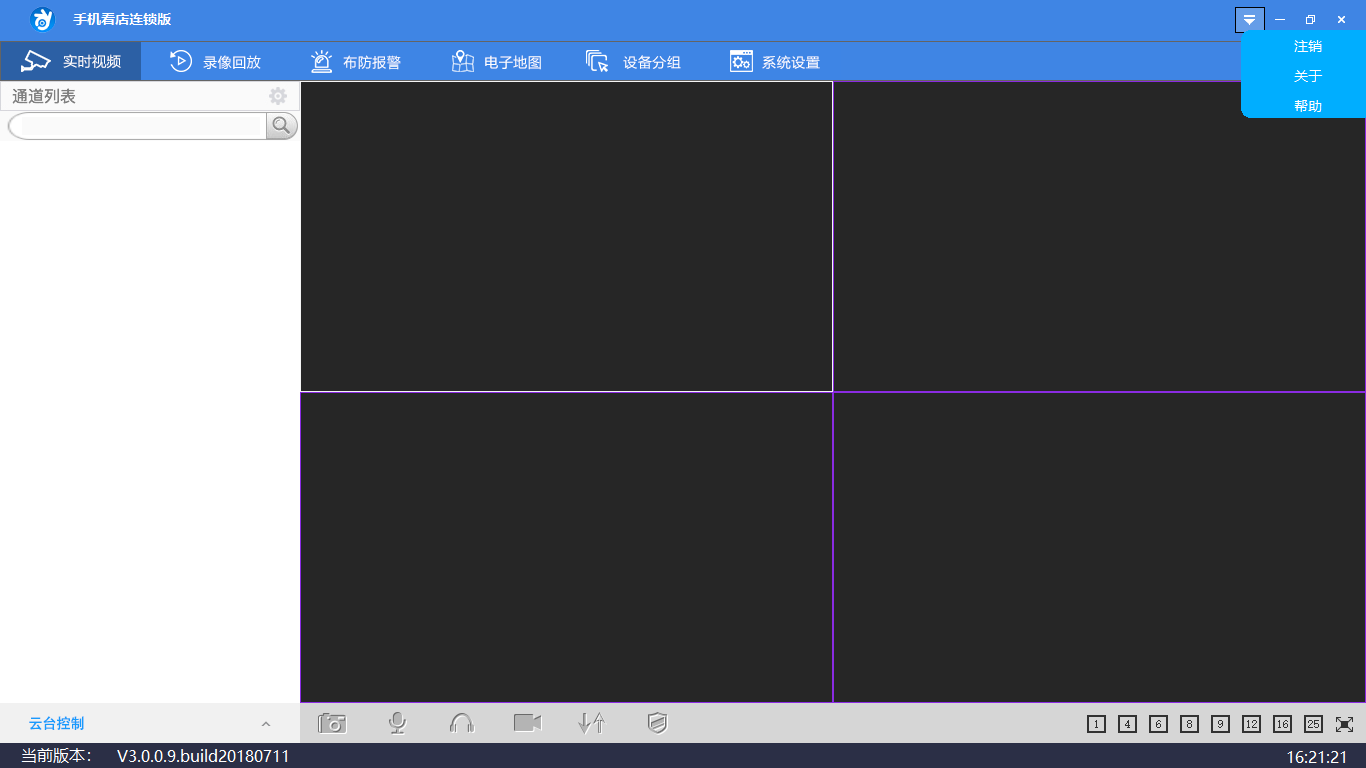 手机看店连锁版
实时视频 录像回放 布防报警 电子地图 设备分组 系统设置
注销
关于
帮助
通道列表
云台控制
1 4 6 8 9 12 16 25
当前版本: V3.0.0.9.build20180711
16:21:21